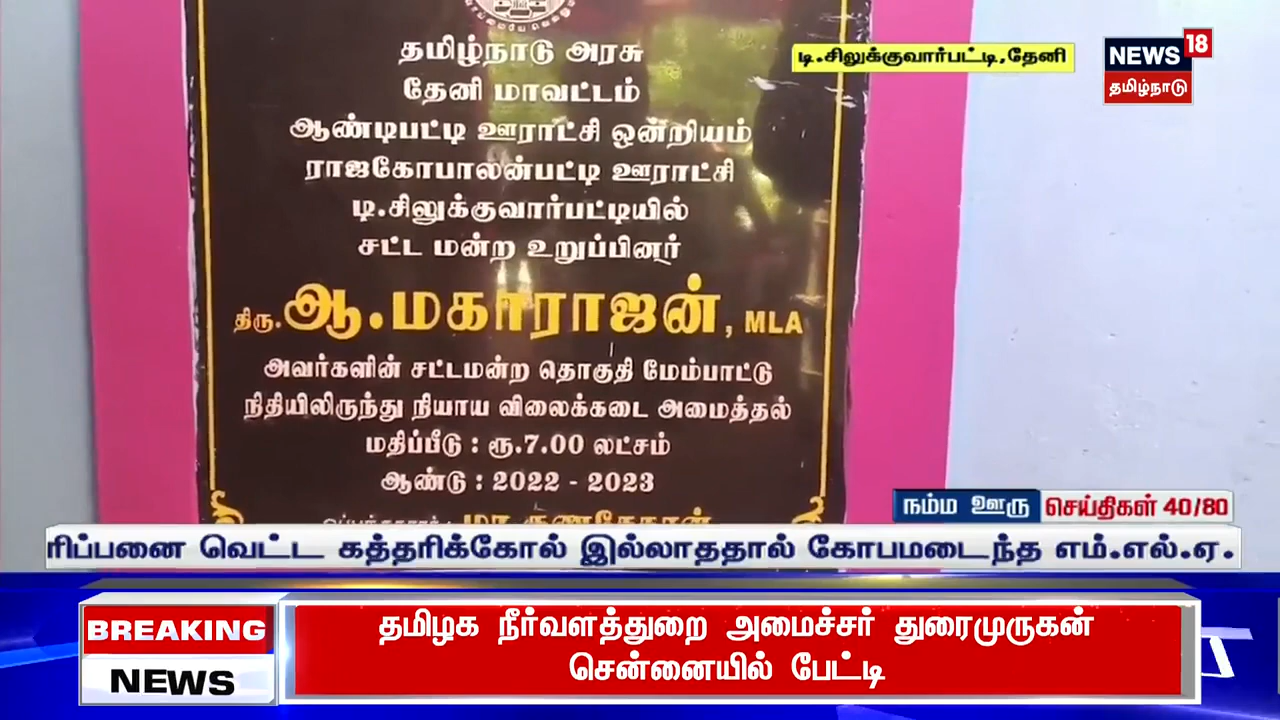 தமிழ்நாடு அரசு
தேனி மாவட்டம்
ஆண்டிபட்டி ஊராட்சி ஒன்றியம்
ராஜகோபாலன்பட்டி ஊராட்சி
டி.சிலுக்குவார்பட்டியில்
சட்ட மன்ற உறுப்பினர்
திரு.ஆ.மகாராஜன், MLA
அவர்களின் சட்டமன்ற தொகுதி மேம்பாட்டு
நிதியிலிருந்து நியாய விலைக்கடை அமைத்தல்
மதிப்பீடு : ரூ.7.00 லட்சம்
ஆண்டு : 2022 - 2023
டி.சிலுக்குவார்பட்டி,தேனி
NEWS 18
தமிழ்நாடு
நம்ம ஊரு செய்திகள் 40/80
ரிப்பனை வெட்ட கத்தரிக்கோல் இல்லாததால் கோபமடைந்த எம்.எல்.ஏ.
BREAKING
NEWS
தமிழக நீர்வளத்துறை அமைச்சர் துரைமுருகன்
சென்னையில் பேட்டி